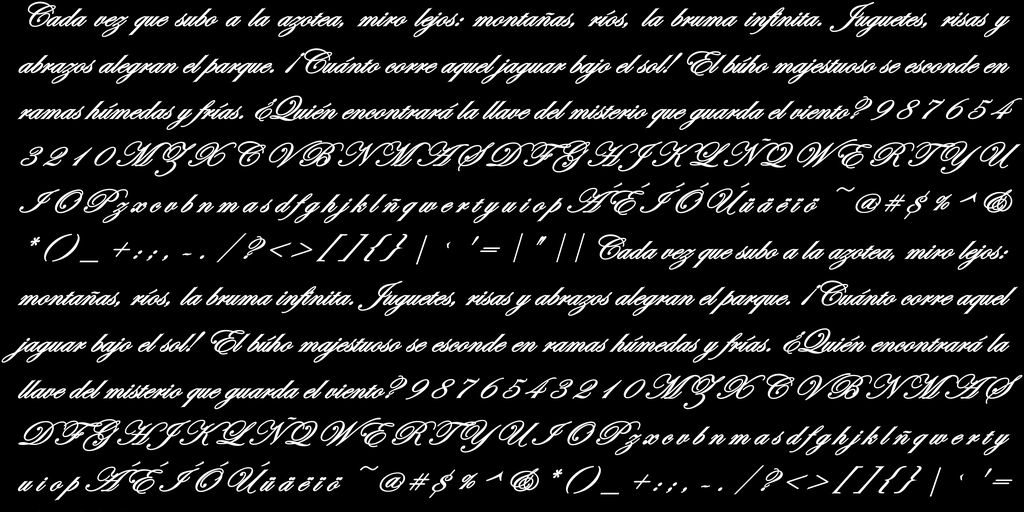 Cada vez que subo a la azotea, miro lejos: montañas, ríos, la bruma infinita. Juguetes, risas y
abrazos alegran el parque. ¡Cuánto corre aquel jaguar bajo el sol! El búho majestuoso se esconde en
ramas húmedas y frías. ¿Quién encontrará la llave del misterio que guarda el viento? 9 8 7 6 5 4
3 2 1 0 M Z X C V B N M A S D F G H J K L Ñ Q W E R T Y U
I O P z x c v b n m a s d f g h j k l ñ q w e r t y u i o p Á É Í Ó Ú ü ä ë ï ö ~ @ # $ % ^ &
* ( ) _ + : ; , - . / ? < > [ ] { } | ` ' = | " | | Cada vez que subo a la azotea, miro lejos:
montañas, ríos, la bruma infinita. Juguetes, risas y abrazos alegran el parque. ¡Cuánto corre aquel
jaguar bajo el sol! El búho majestuoso se esconde en ramas húmedas y frías. ¿Quién encontrará la
llave del misterio que guarda el viento? 9 8 7 6 5 4 3 2 1 0 M Z X C V B N M A S
D F G H J K L Ñ Q W E R T Y U I O P z x c v b n m a s d f g h j k l ñ q w e r t y
u i o p Á É Í Ó Ú ü ä ë ï ö ~ @ # $ % ^ & * ( ) _ + : ; , - . / ? < > [ ] { } | ` ' =